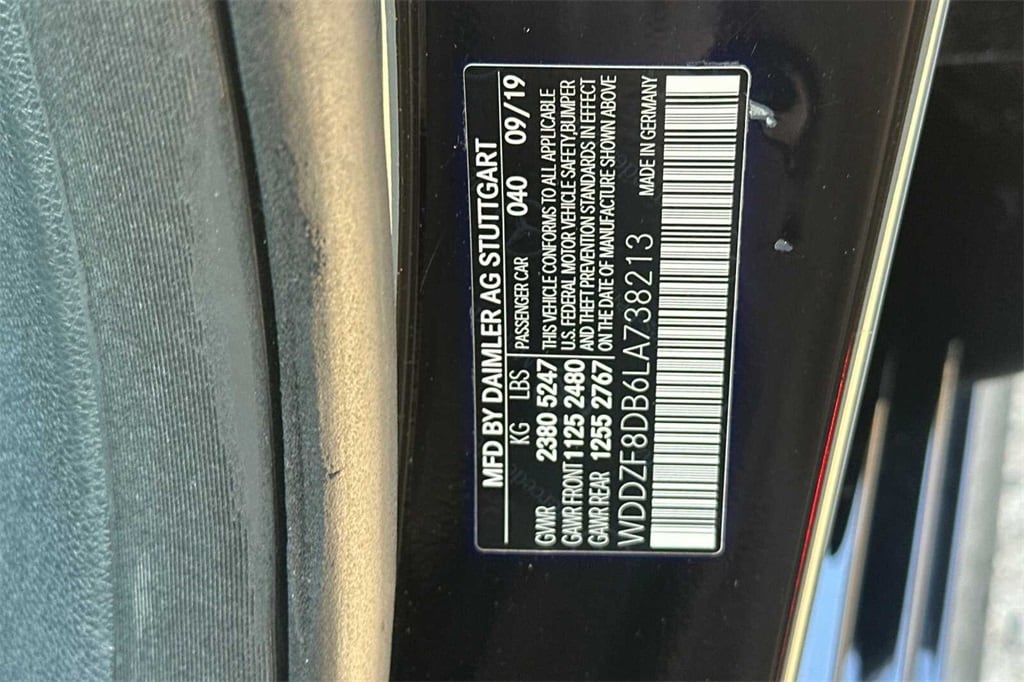 MFD BY DAIMLER AG STUTTGART
KG LBS PASSENGER CAR 040 09/19
GVWR 2380 5247 THIS VEHICLE CONFORMS TO ALL APPLICABLE
GAWR FRONT 1125 2480 U.S. FEDERAL MOTOR VEHICLE SAFETY,BUMPER
AND THEFT PREVENTION STANDARDS IN EFFECT
GAWR REAR 1255 2767 ON THE DATE OF MANUFACTURE SHOWN ABOVE
WDDZF8DB6LA738213 MADE IN GERMANY